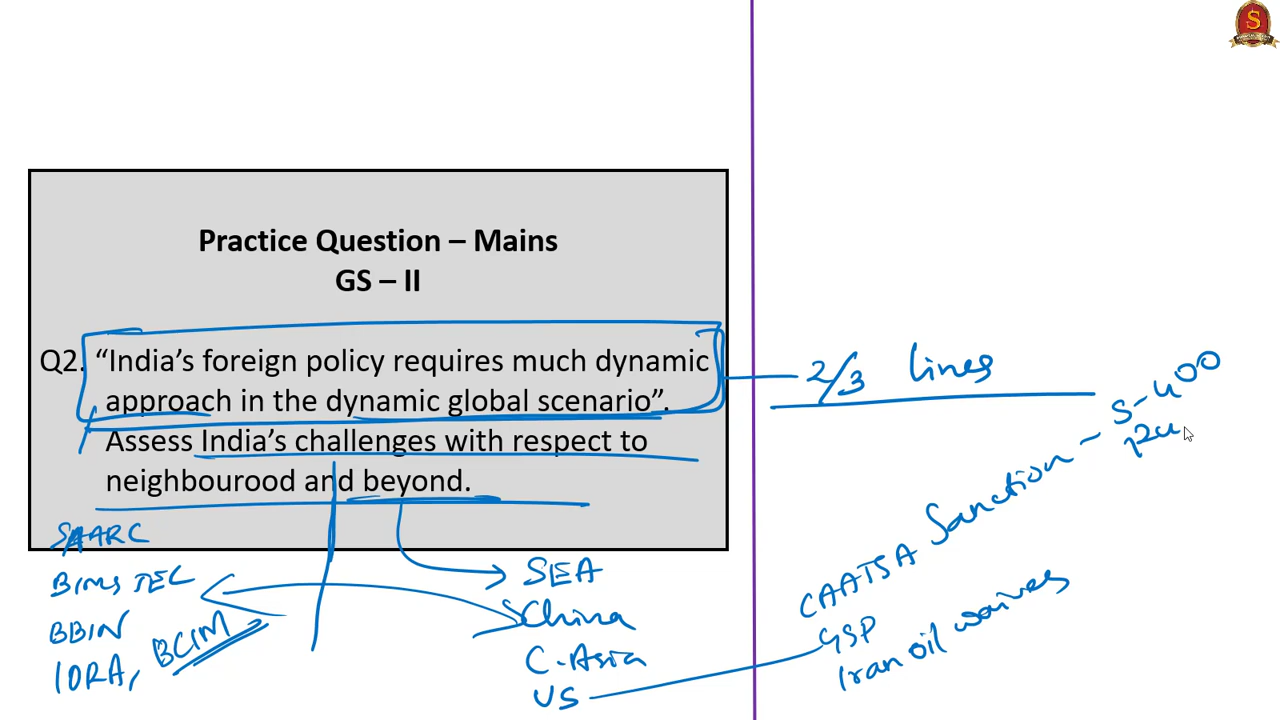 Practice Question – Mains
GS – II
Q2. “India’s foreign policy requires much dynamic
approach in the dynamic global scenario”.
Assess India’s challenges with respect to
neighbourood and beyond.
2/3 lines
SAARC
BIMSTEC
BBIN
IORA, BCIM
SEA
China
C. Asia
US
CAATSA Sanction – S-400
GSP
Iran oil waives
S